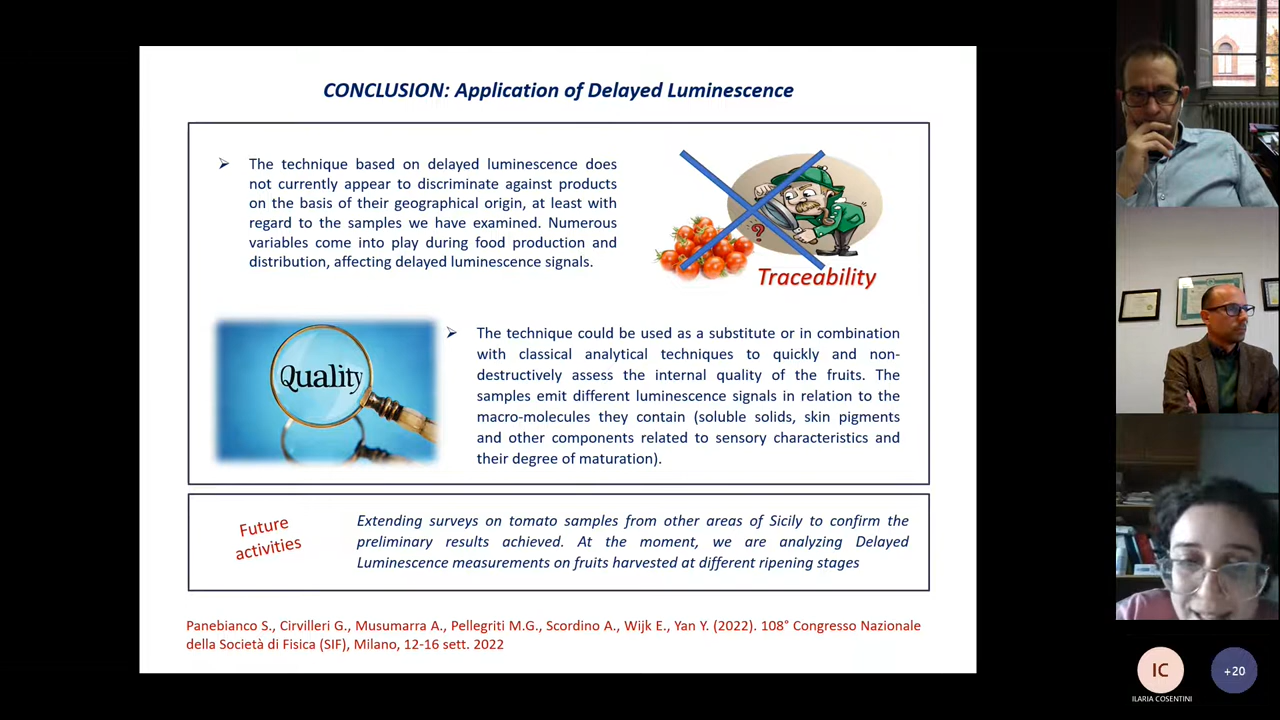 CONCLUSION: Application of Delayed Luminescence
➢ The technique based on delayed luminescence does
not currently appear to discriminate against products
on the basis of their geographical origin, at least with
regard to the samples we have examined. Numerous
variables come into play during food production and
distribution, affecting delayed luminescence signals.
?
Traceability
Quality
➢ The technique could be used as a substitute or in combination
with classical analytical techniques to quickly and non-
destructively assess the internal quality of the fruits. The
samples emit different luminescence signals in relation to the
macro-molecules they contain (soluble solids, skin pigments
and other components related to sensory characteristics and
their degree of maturation).
Future
activities
Extending surveys on tomato samples from other areas of Sicily to confirm the
preliminary results achieved. At the moment, we are analyzing Delayed
Luminescence measurements on fruits harvested at different ripening stages
Panebianco S., Cirvilleri G., Musumarra A., Pellegriti M.G., Scordino A., Wijk E., Yan Y. (2022). 108° Congresso Nazionale
della Società di Fisica (SIF), Milano, 12-16 sett. 2022
IC
+20
ILARIA COSENTINI